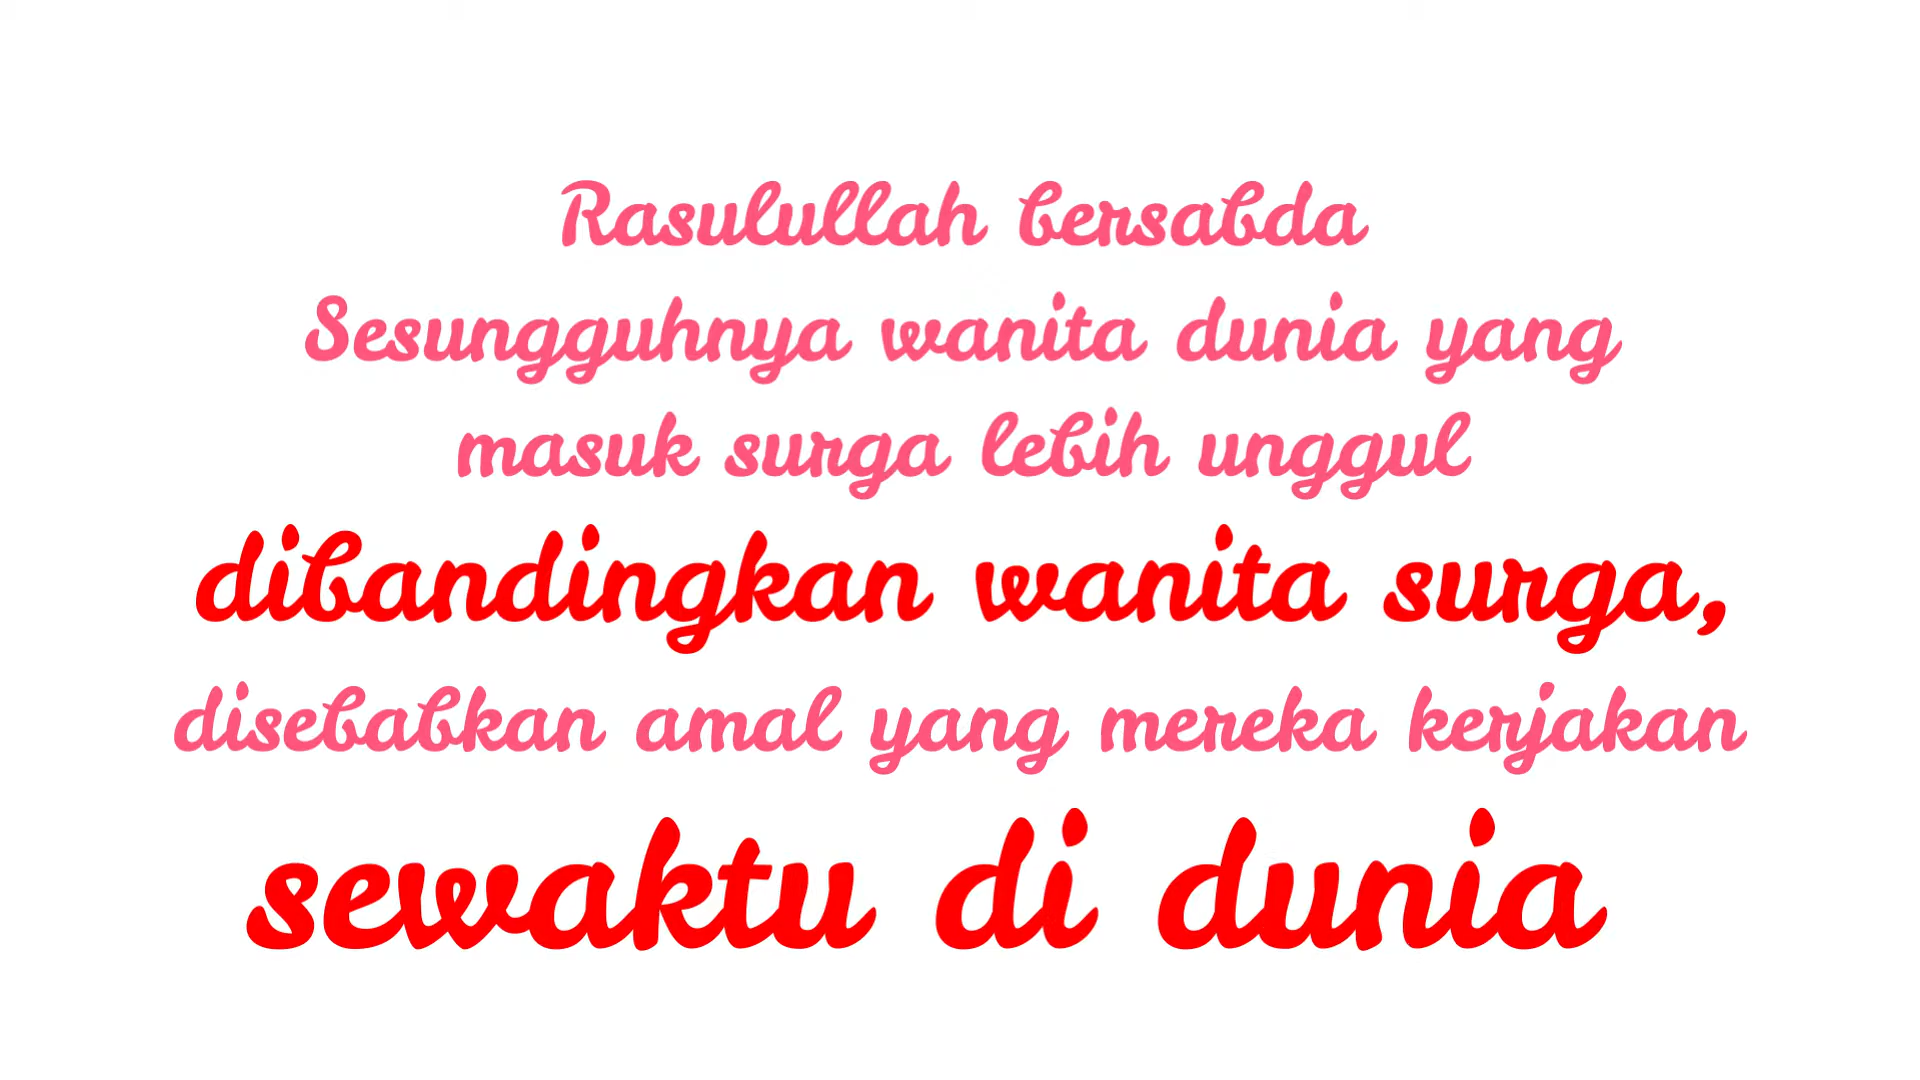 Rasulullah bersabda
Sesungguhnya wanita dunia yang
masuk surga lebih unggul
dibandingkan wanita surga,
disebabkan amal yang mereka kerjakan
sewaktu di dunia